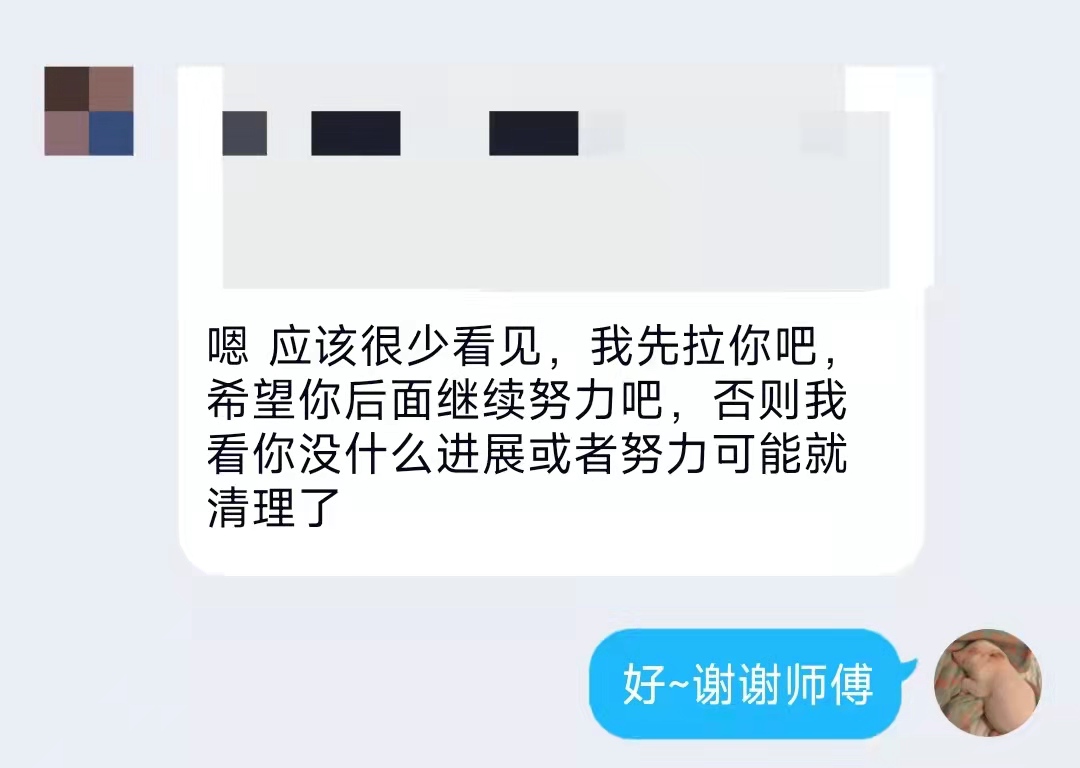 嗯 应该很少看见，我先拉你吧，
希望你后面继续努力吧，否则我
看你没什么进展或者努力可能就
清理了
好~谢谢师傅